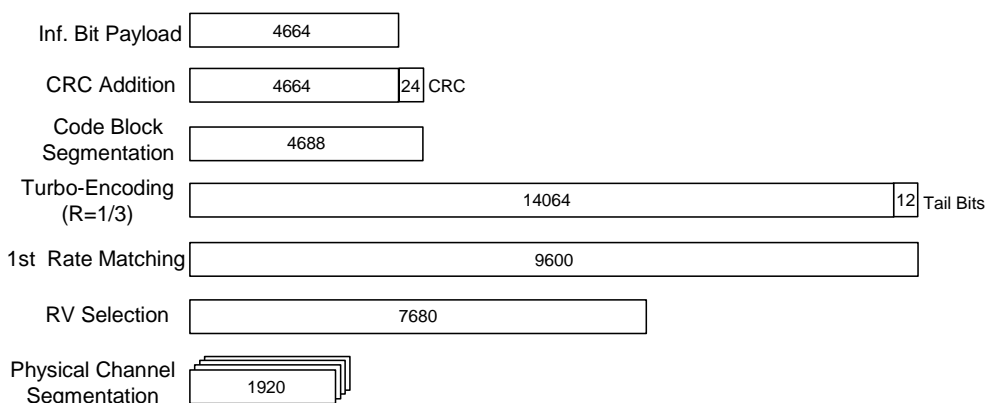 Inf. Bit Payload
4664
CRC Addition
4664
24
CRC
Code Block
Segmentation
4688
Turbo-Encoding
(R=1/3)
14064
12
Tail Bits
1st Rate Matching
9600
RV Selection
7680
Physical Channel
Segmentation
1920